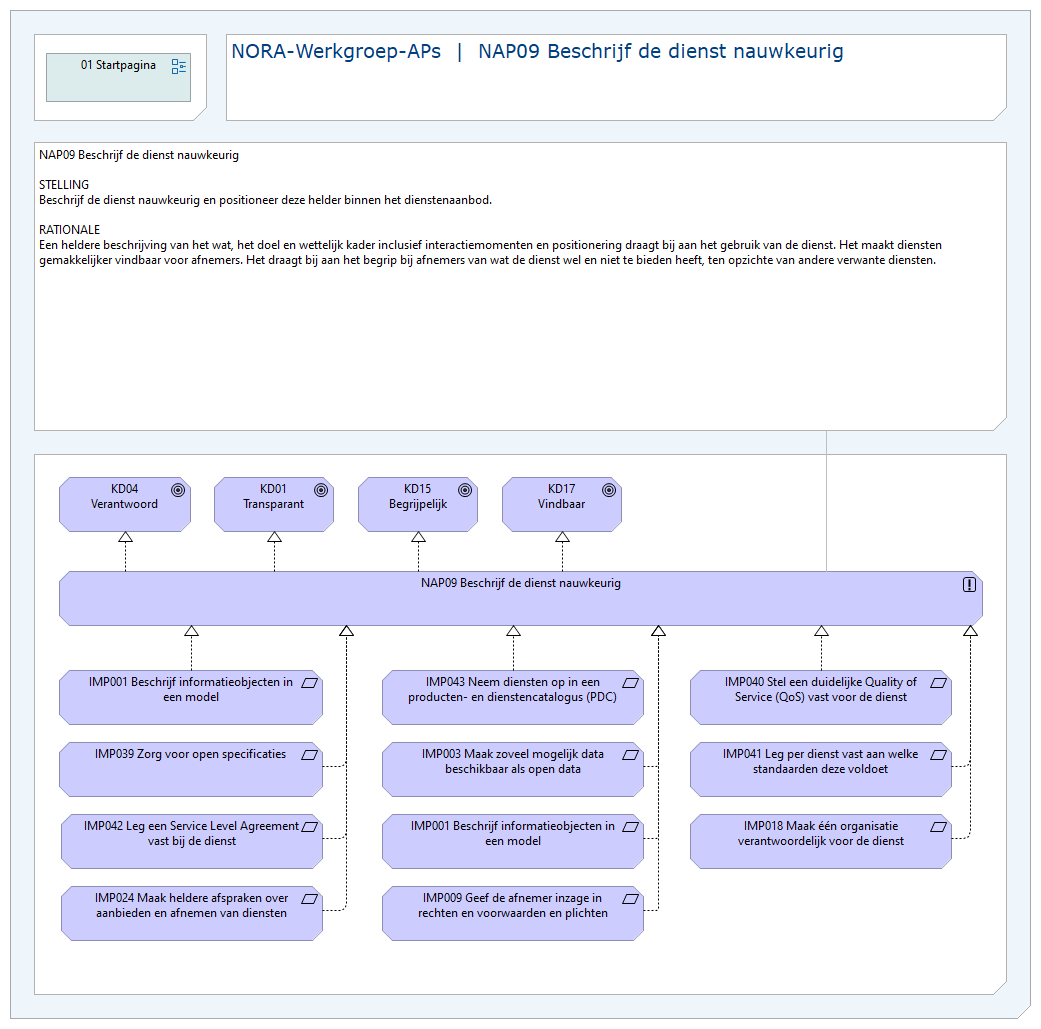 01 Startpagina
NORA-Werkgroep-APs | NAP09 Beschrijf de dienst nauwkeurig
NAP09 Beschrijf de dienst nauwkeurig
STELLING
Beschrijf de dienst nauwkeurig en positioneer deze helder binnen het dienstenaanbod.
RATIONALE
Een heldere beschrijving van het wat, het doel en wettelijk kader inclusief interactiemomenten en positionering draagt bij aan het gebruik van de dienst. Het maakt diensten
gemakkelijker vindbaar voor afnemers. Het draagt bij aan het begrip bij afnemers van wat de dienst wel en niet te bieden heeft, ten opzichte van andere verwante diensten.
KD04
Verantwoord
KD01
Transparant
KD15
Begrijpelijk
KD17
Vindbaar
NAP09 Beschrijf de dienst nauwkeurig
IMP001 Beschrijf informatieobjecten in
een model
IMP039 Zorg voor open specificaties
IMP042 Leg een Service Level Agreement
vast bij de dienst
IMP024 Maak heldere afspraken over
aanbieden en afnemen van diensten
IMP043 Neem diensten op in een
producten- en dienstencatalogus (PDC)
IMP003 Maak zoveel mogelijk data
beschikbaar als open data
IMP001 Beschrijf informatieobjecten in
een model
IMP009 Geef de afnemer inzage in
rechten en voorwaarden en plichten
IMP040 Stel een duidelijke Quality of
Service (QoS) vast voor de dienst
IMP041 Leg per dienst vast aan welke
standaarden deze voldoet
IMP018 Maak één organisatie
verantwoordelijk voor de dienst